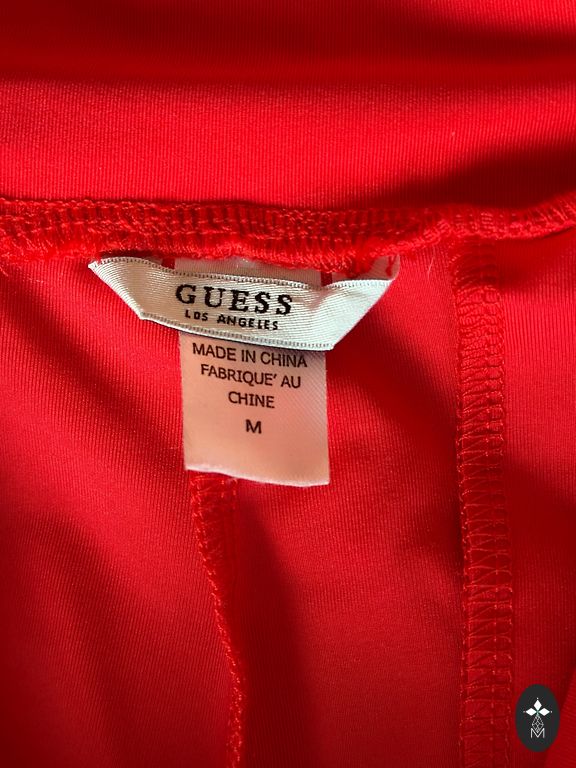 GUESS
LOS ANGELES
MADE IN CHINA
FABRIQUE' AU
CHINE
M